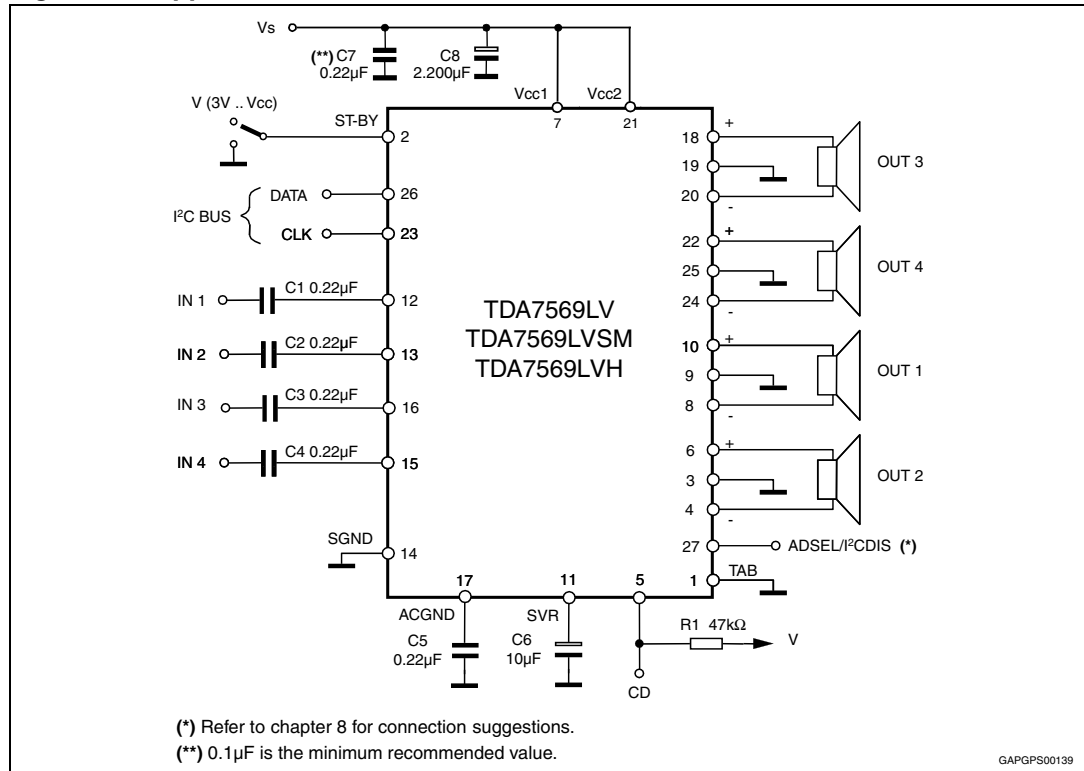 Vs
(**) C7
0.22µF
C8
2.200µF
Vcc1
Vcc2
7
21
V (3V .. Vcc)
ST-BY
2
I²C BUS
DATA
26
CLK
23
IN 1
C1 0.22µF
12
IN 2
C2 0.22µF
13
IN 3
C3 0.22µF
16
IN 4
C4 0.22µF
15
SGND
14
TDA7569LV
TDA7569LVSM
TDA7569LVH
18
+
19
20
-
OUT 3
22
+
25
24
-
OUT 4
10
+
9
8
-
OUT 1
6
+
3
4
-
OUT 2
27
ADSEL/I²CDIS (*)
1
TAB
17
11
5
ACGND
SVR
C5
0.22µF
C6
10µF
R1 47kΩ
V
CD
(*) Refer to chapter 8 for connection suggestions.
(**) 0.1µF is the minimum recommended value.
GAPGPS00139